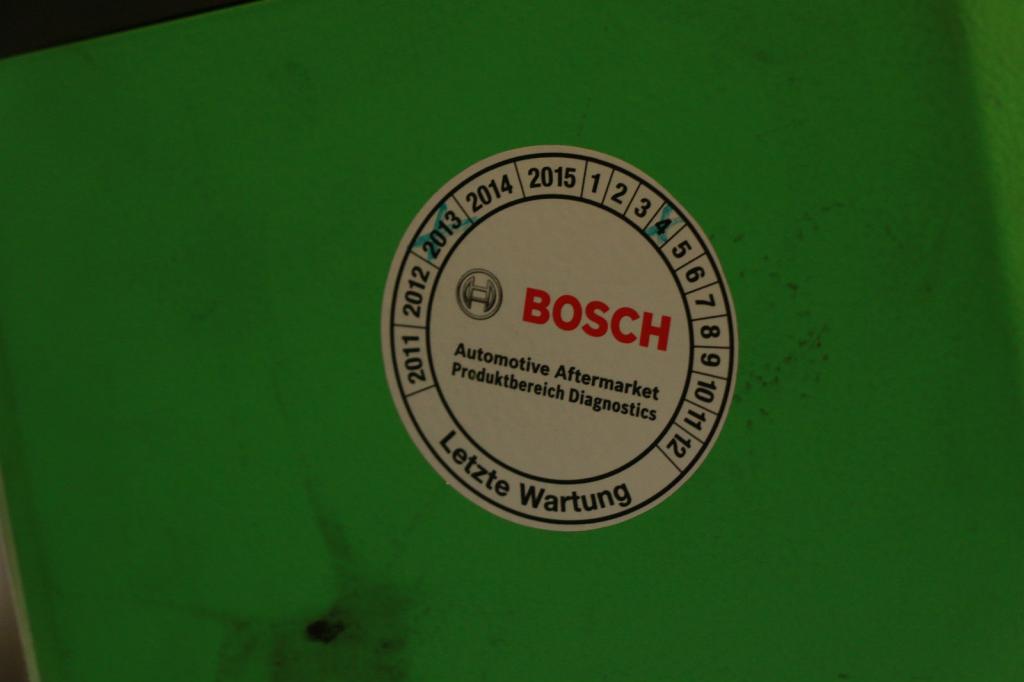 2011 2012 2013 2014 2015 1 2 3 4 5 6 7 8 9 10 11 12
BOSCH
Automotive Aftermarket
Produktbereich Diagnostics
Letzte Wartung